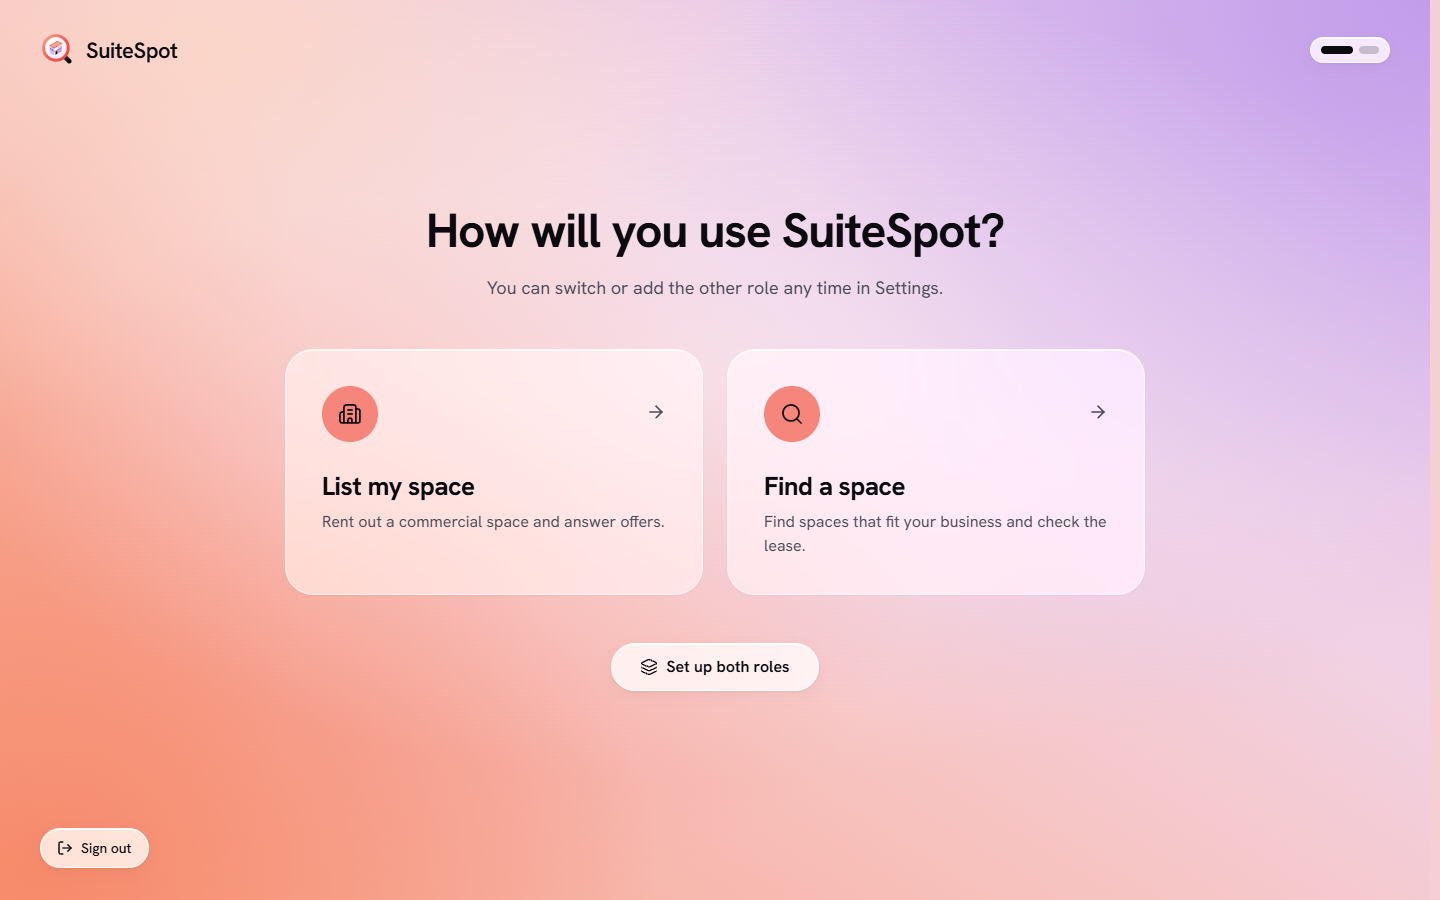 SuiteSpot
How will you use SuiteSpot?
You can switch or add the other role any time in Settings.
List my space
Rent out a commercial space and answer offers.
Find a space
Find spaces that fit your business and check the
lease.
Set up both roles
Sign out